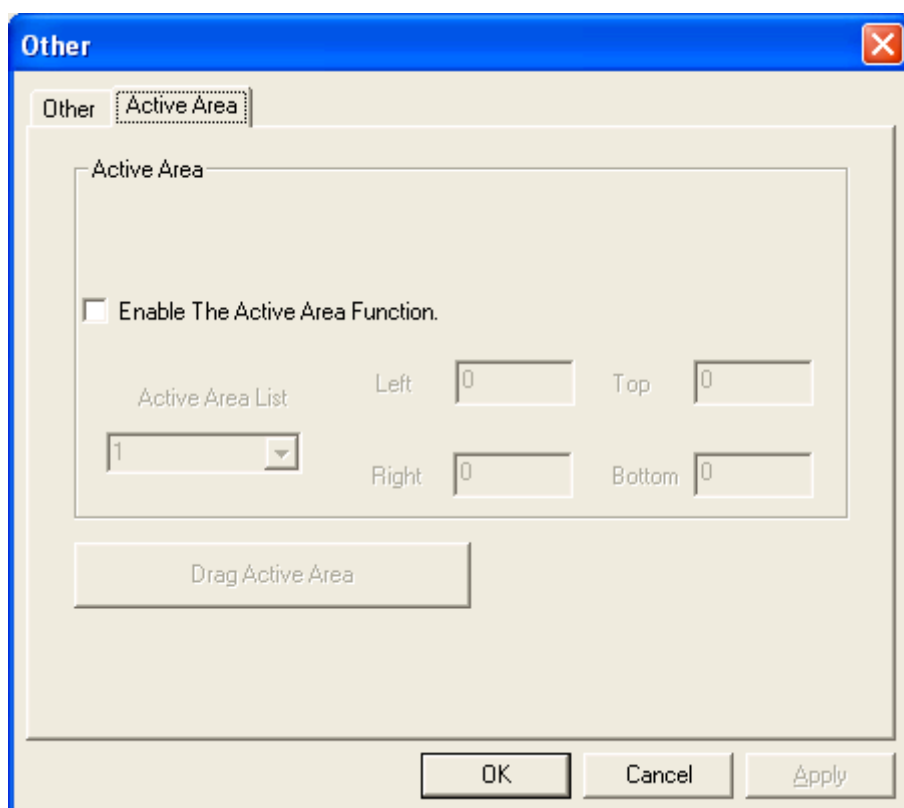 Other
Other Active Area
Active Area
Enable The Active Area Function.
Active Area List
Left 0 Top 0
1
Right 0 Bottom 0
Drag Active Area
OK Cancel Apply